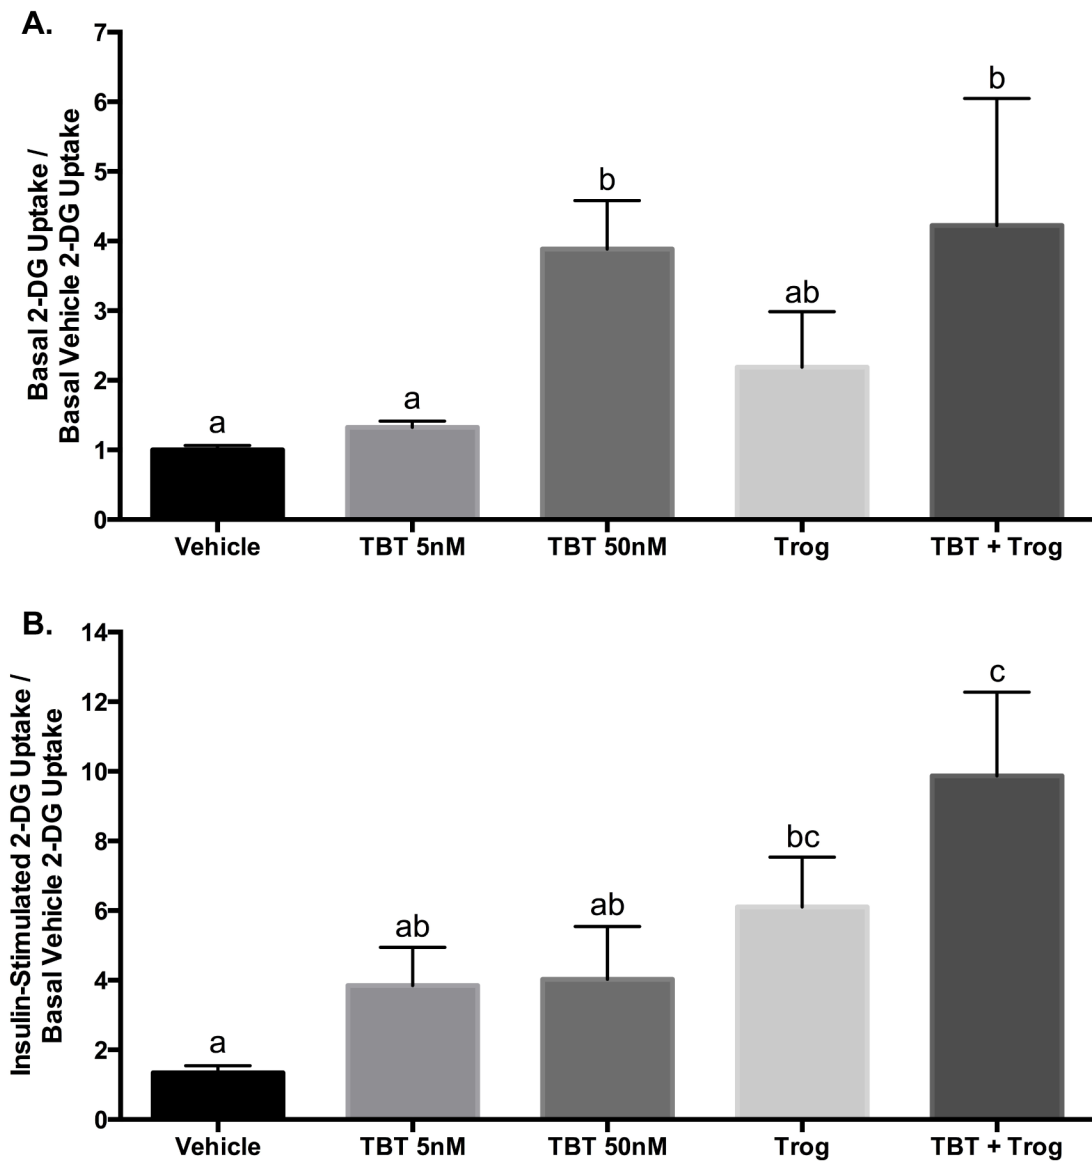 A.
Basal 2-DG Uptake /
Basal Vehicle 2-DG Uptake
7
6
5
4
3
2
1
0
a
a
b
ab
b
Vehicle
TBT 5nM
TBT 50nM
Trog
TBT + Trog
B.
Insulin-Stimulated 2-DG Uptake /
Basal Vehicle 2-DG Uptake
14
12
10
8
6
4
2
0
a
ab
ab
bc
c
Vehicle
TBT 5nM
TBT 50nM
Trog
TBT + Trog